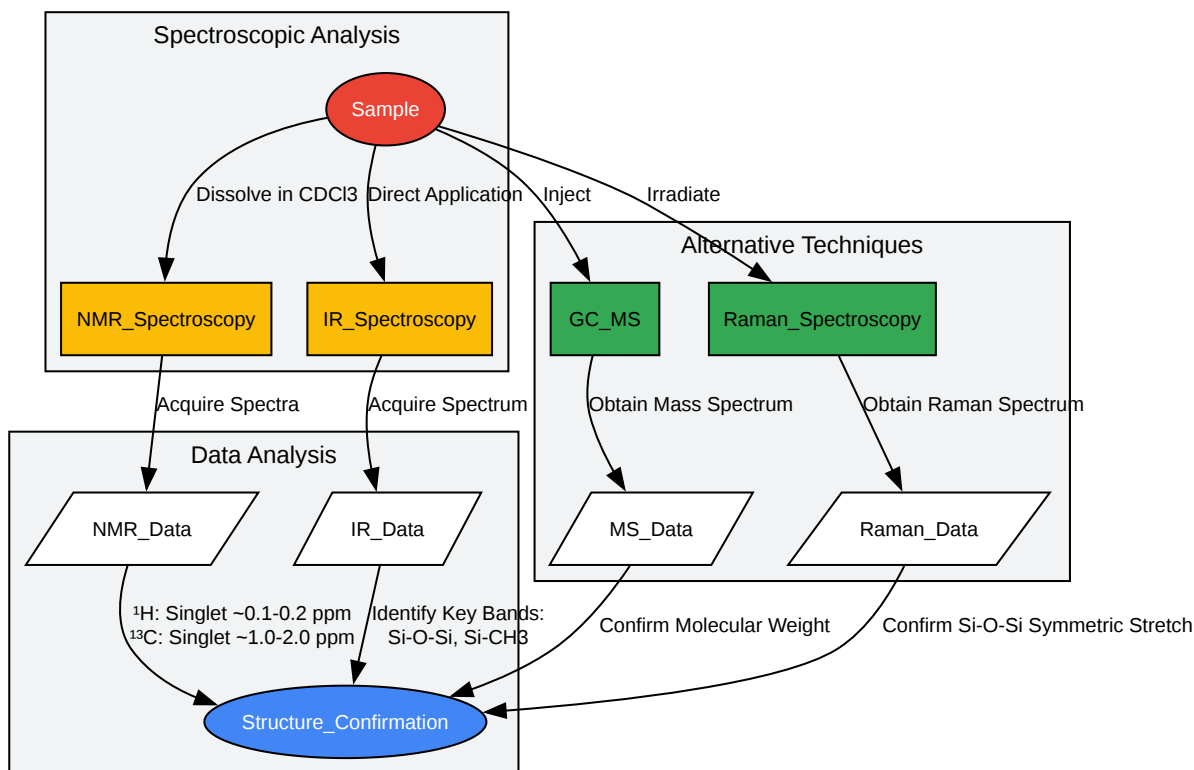 Spectroscopic Analysis
Sample
Dissolve in CDCl3
Direct Application
Inject
Irradiate
Alternative Techniques
NMR_Spectroscopy
IR_Spectroscopy
GC_MS
Raman_Spectroscopy
Acquire Spectra
Acquire Spectrum
Obtain Mass Spectrum
Obtain Raman Spectrum
Data Analysis
NMR_Data
IR_Data
MS_Data
Raman_Data
¹H: Singlet ~0.1-0.2 ppm
¹³C: Singlet ~1.0-2.0 ppm
Identify Key Bands:
Si-O-Si, Si-CH3
Confirm Molecular Weight
Confirm Si-O-Si Symmetric Stretch
Structure_Confirmation